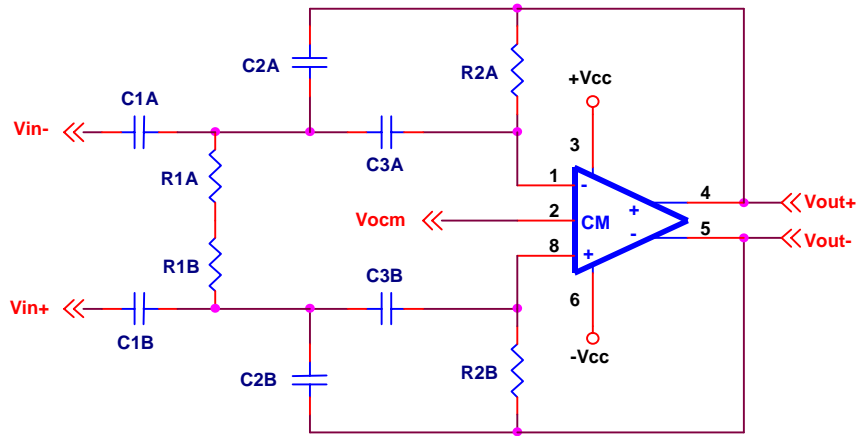 C2A
R2A
+Vcc
C1A
Vin-
3
R1A
C3A
1
-
4
Vout+
+
Vocm
2
CM
5
Vout-
-
R1B
8
+
C3B
6
Vin+
C1B
-Vcc
C2B
R2B